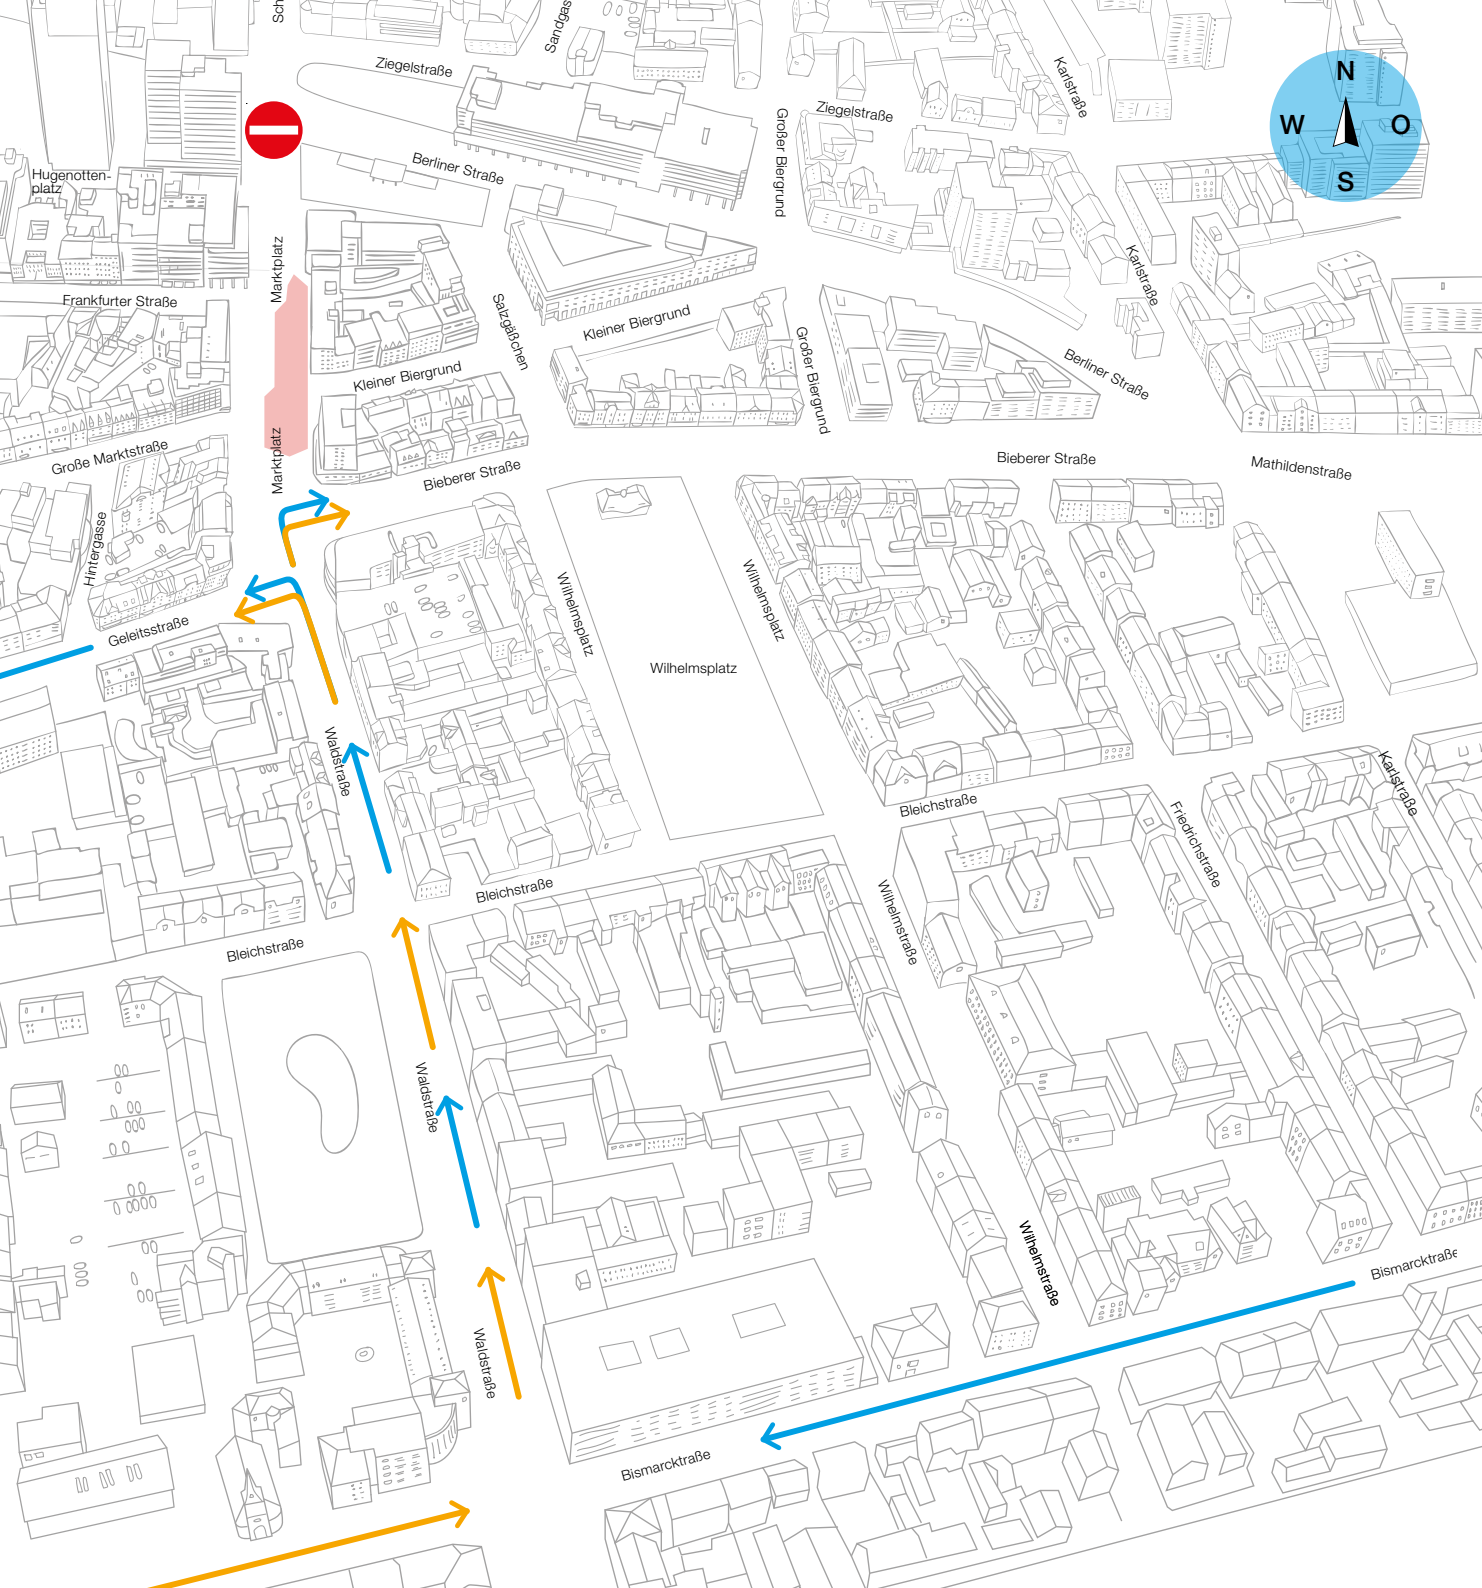 Sch
Sandgas
Ziegelstraße
Karlstraße
N
W
O
S
Ziegelstraße
Großer Biergrund
Berliner Straße
Hugenotten-
platz
Marktplatz
Karlstraße
Frankfurter Straße
Salzgäßchen
Kleiner Biergrund
Großer Biergrund
Berliner Straße
Kleiner Biergrund
Große Marktstraße
Marktplatz
Bieberer Straße
Bieberer Straße
Mathildenstraße
Hintergasse
Wilhelmsplatz
Wilhelmsplatz
Geleitsstraße
Wilhelmsplatz
Waldstraße
Bleichstraße
Karlstraße
Friedrichstraße
Bleichstraße
Wilhelmstraße
Bleichstraße
Waldstraße
Wilhelmstraße
Bismarcktraße
Waldstraße
Bismarcktraße